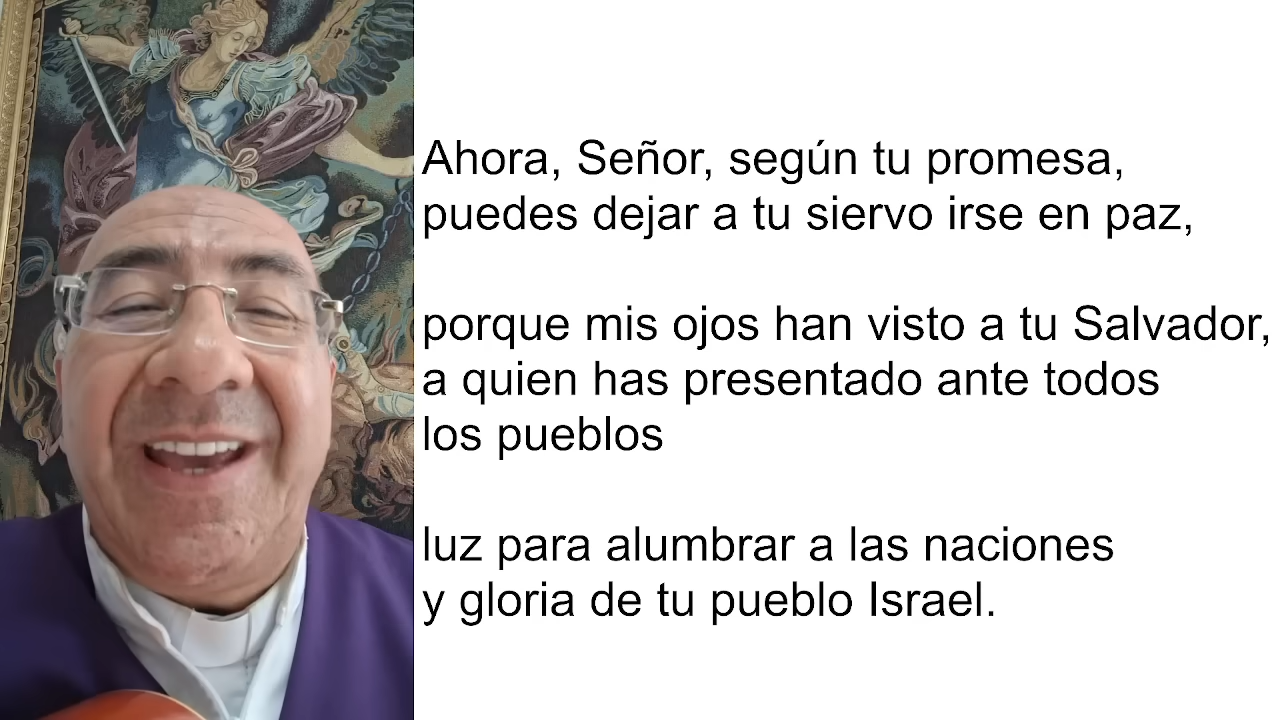 Ahora, Señor, según tu promesa,
puedes dejar a tu siervo irse en paz,
porque mis ojos han visto a tu Salvador,
a quien has presentado ante todos
los pueblos
luz para alumbrar a las naciones
y gloria de tu pueblo Israel.